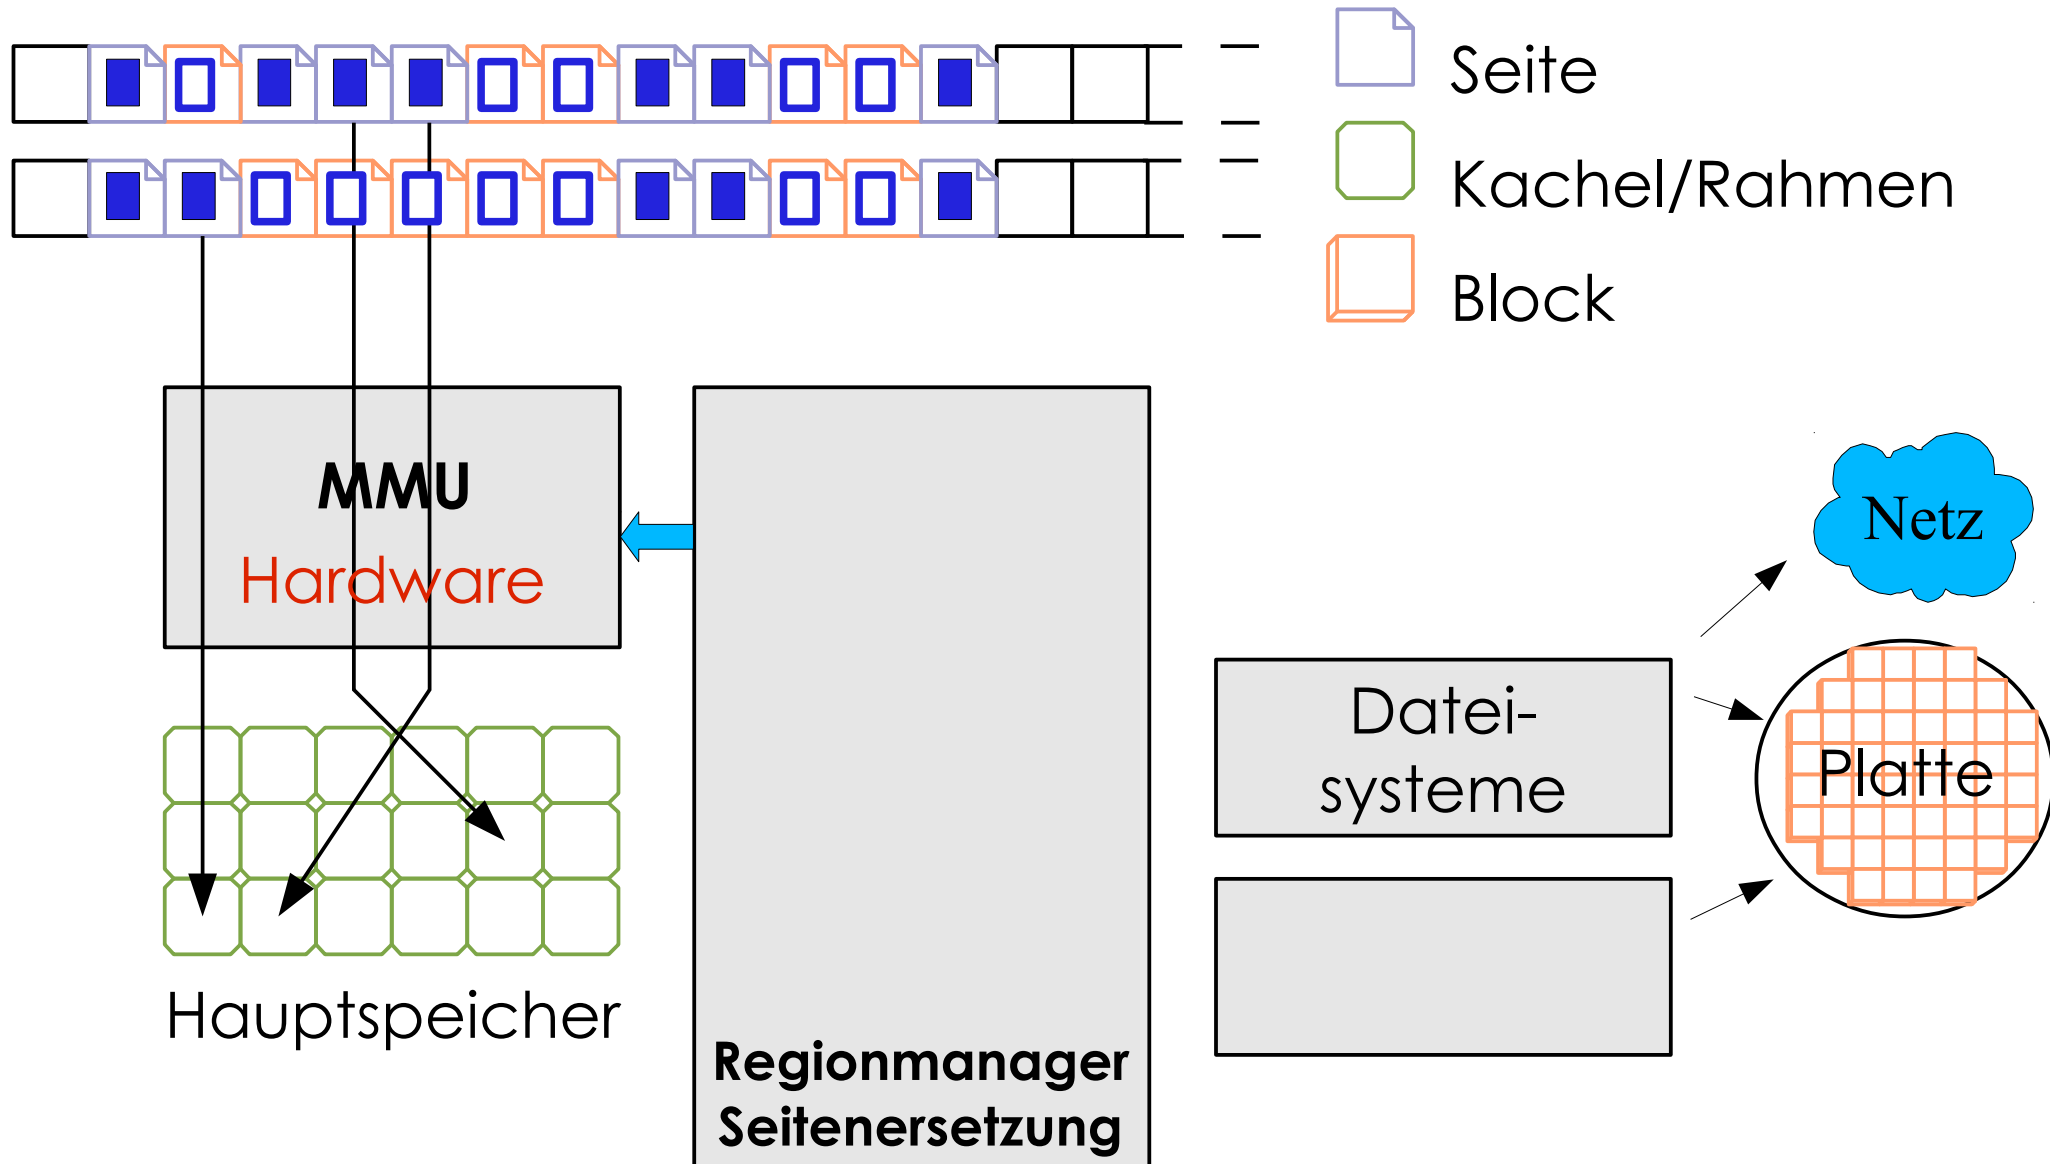 Seite
Kachel/Rahmen
Block
MMU
Hardware
Netz
Datei-
systeme
Platte
Hauptspeicher
Regionmanager
Seitenersetzung